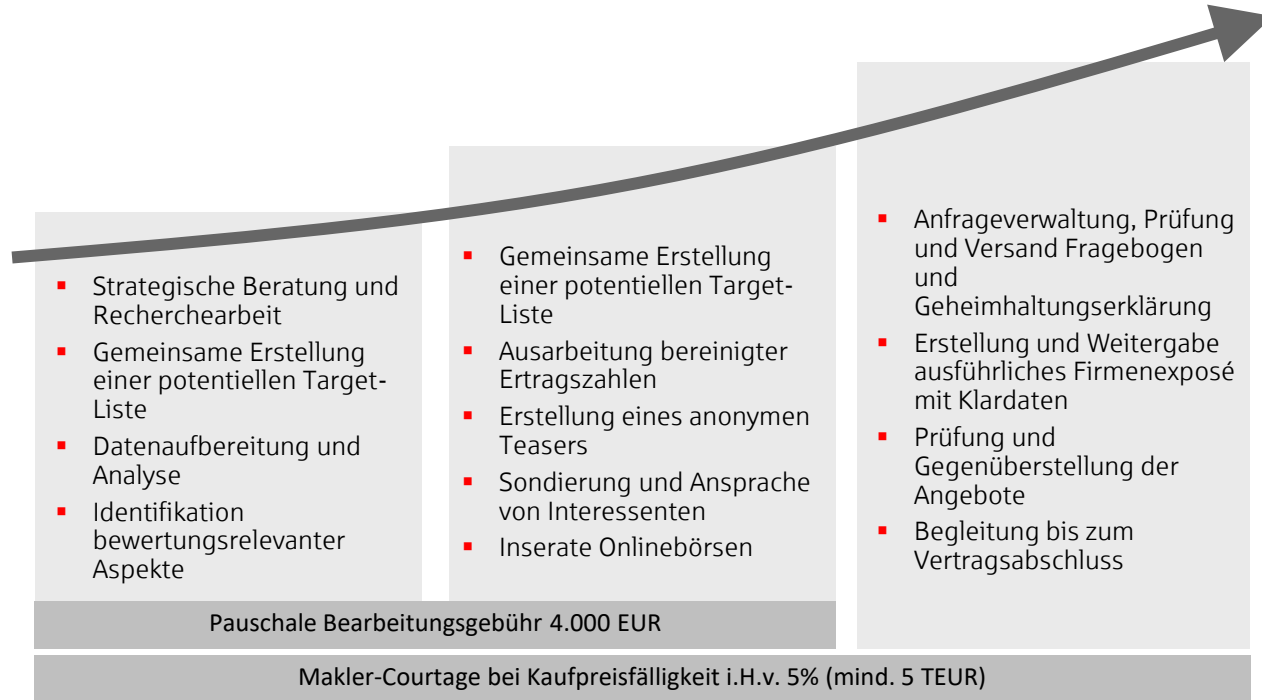 ▪ Strategische Beratung und
Recherchearbeit
▪ Gemeinsame Erstellung
einer potentiellen Target-
Liste
▪ Datenaufbereitung und
Analyse
▪ Identifikation
bewertungsrelevanter
Aspekte
▪ Gemeinsame Erstellung
einer potentiellen Target-
Liste
▪ Ausarbeitung bereinigter
Ertragszahlen
▪ Erstellung eines anonymen
Teasers
▪ Sondierung und Ansprache
von Interessenten
▪ Inserate Onlinebörsen
▪ Anfrageverwaltung, Prüfung
und Versand Fragebogen
und
Geheimhaltungserklärung
▪ Erstellung und Weitergabe
ausführliches Firmenexposé
mit Klardaten
▪ Prüfung und
Gegenüberstellung der
Angebote
▪ Begleitung bis zum
Vertragsabschluss
Pauschale Bearbeitungsgebühr 4.000 EUR
Makler-Courtage bei Kaufpreisfälligkeit i.H.v. 5% (mind. 5 TEUR)